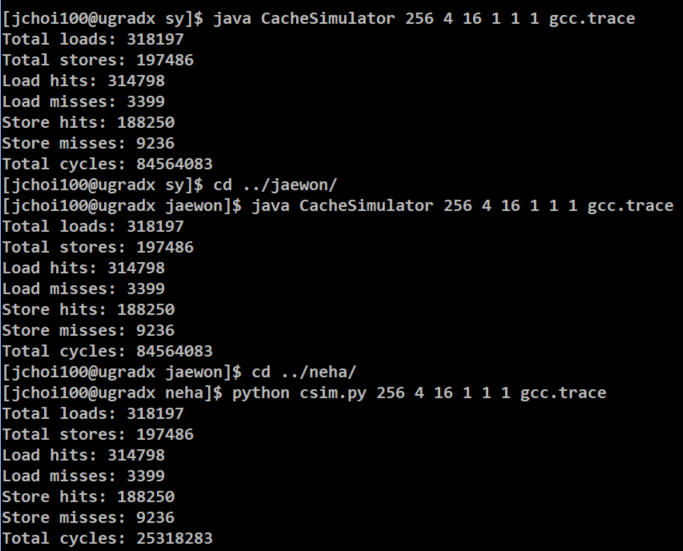 [jchoi100@ugradx sy]$ java CacheSimulator 256 4 16 1 1 1 gcc.trace
Total loads: 318197
Total stores: 197486
Load hits: 314798
Load misses: 3399
Store hits: 188250
Store misses: 9236
Total cycles: 84564083
[jchoi100@ugradx sy]$ cd ../jaewon/
[jchoi100@ugradx jaewon]$ java CacheSimulator 256 4 16 1 1 1 gcc.trace
Total loads: 318197
Total stores: 197486
Load hits: 314798
Load misses: 3399
Store hits: 188250
Store misses: 9236
Total cycles: 84564083
[jchoi100@ugradx jaewon]$ cd ../neha/
[jchoi100@ugradx neha]$ python csim.py 256 4 16 1 1 1 gcc.trace
Total loads: 318197
Total stores: 197486
Load hits: 314798
Load misses: 3399
Store hits: 188250
Store misses: 9236
Total cycles: 25318283